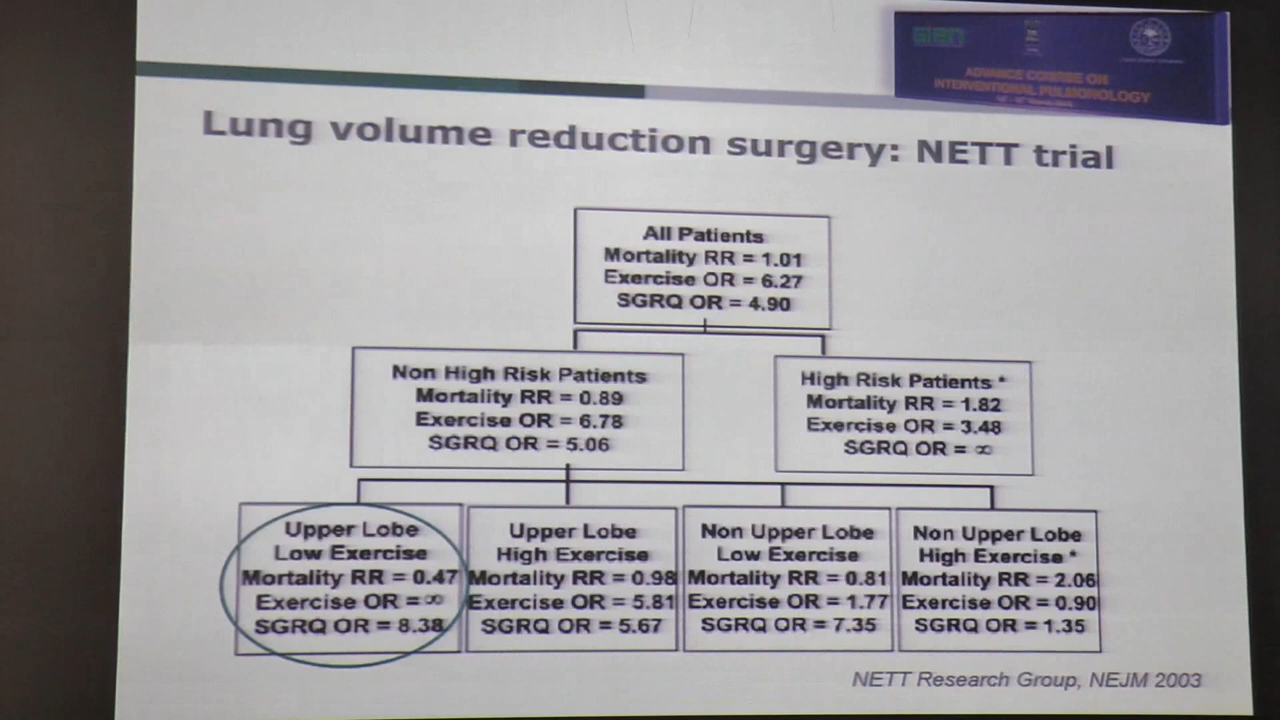 GIBN
ADVANCE COURSE ON
INTERVENTIONAL PULMONOLOGY
Lung volume reduction surgery: NETT trial
All Patients
Mortality RR = 1.01
Exercise OR = 6.27
SGRQ OR = 4.90
Non High Risk Patients
Mortality RR = 0.89
Exercise OR = 6.78
SGRQ OR = 5.06
High Risk Patients *
Mortality RR = 1.82
Exercise OR = 3.48
SGRQ OR = ∞
Upper Lobe
Low Exercise
Mortality RR = 0.47
Exercise OR = ∞
SGRQ OR = 8.38
Upper Lobe
High Exercise
Mortality RR = 0.98
Exercise OR = 5.81
SGRQ OR = 5.67
Non Upper Lobe
Low Exercise
Mortality RR = 0.81
Exercise OR = 1.77
SGRQ OR = 7.35
Non Upper Lobe
High Exercise *
Mortality RR = 2.06
Exercise OR = 0.90
SGRQ OR = 1.35
NETT Research Group, NEJM 2003